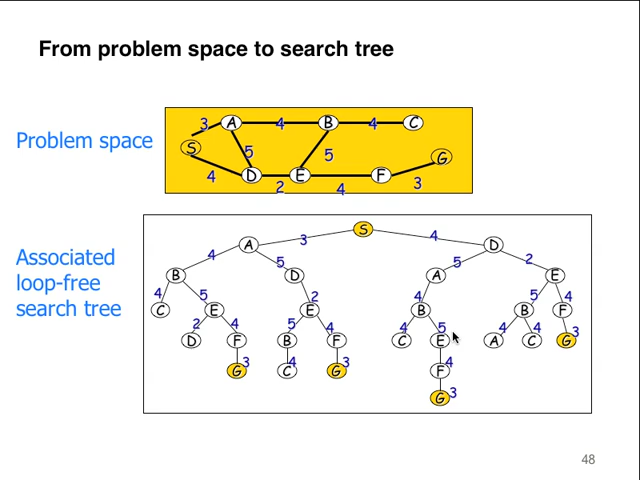 From problem space to search tree
Problem space
3 A 4 B 4 C
S 5 5 G
4 D 2 E 4 F 3
Associated
loop-free
search tree
S
A 3 4 D
4 5 5 2
B D A E
4 5 2 4 5 4
C E E B B F
2 4 5 4 4 5 4 4 3
D F B F C E A C G
3 4 3 4
G C G F
G 3
48